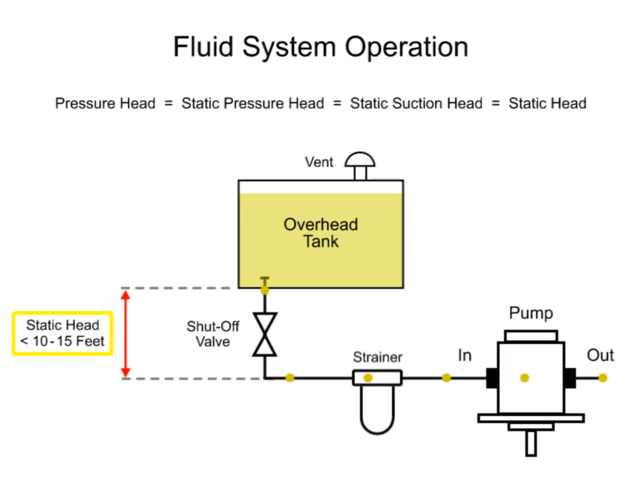 Fluid System Operation
Pressure Head = Static Pressure Head = Static Suction Head = Static Head
Vent
Overhead
Tank
Static Head
< 10-15 Feet
Shut-Off
Valve
Strainer
In
Pump
Out